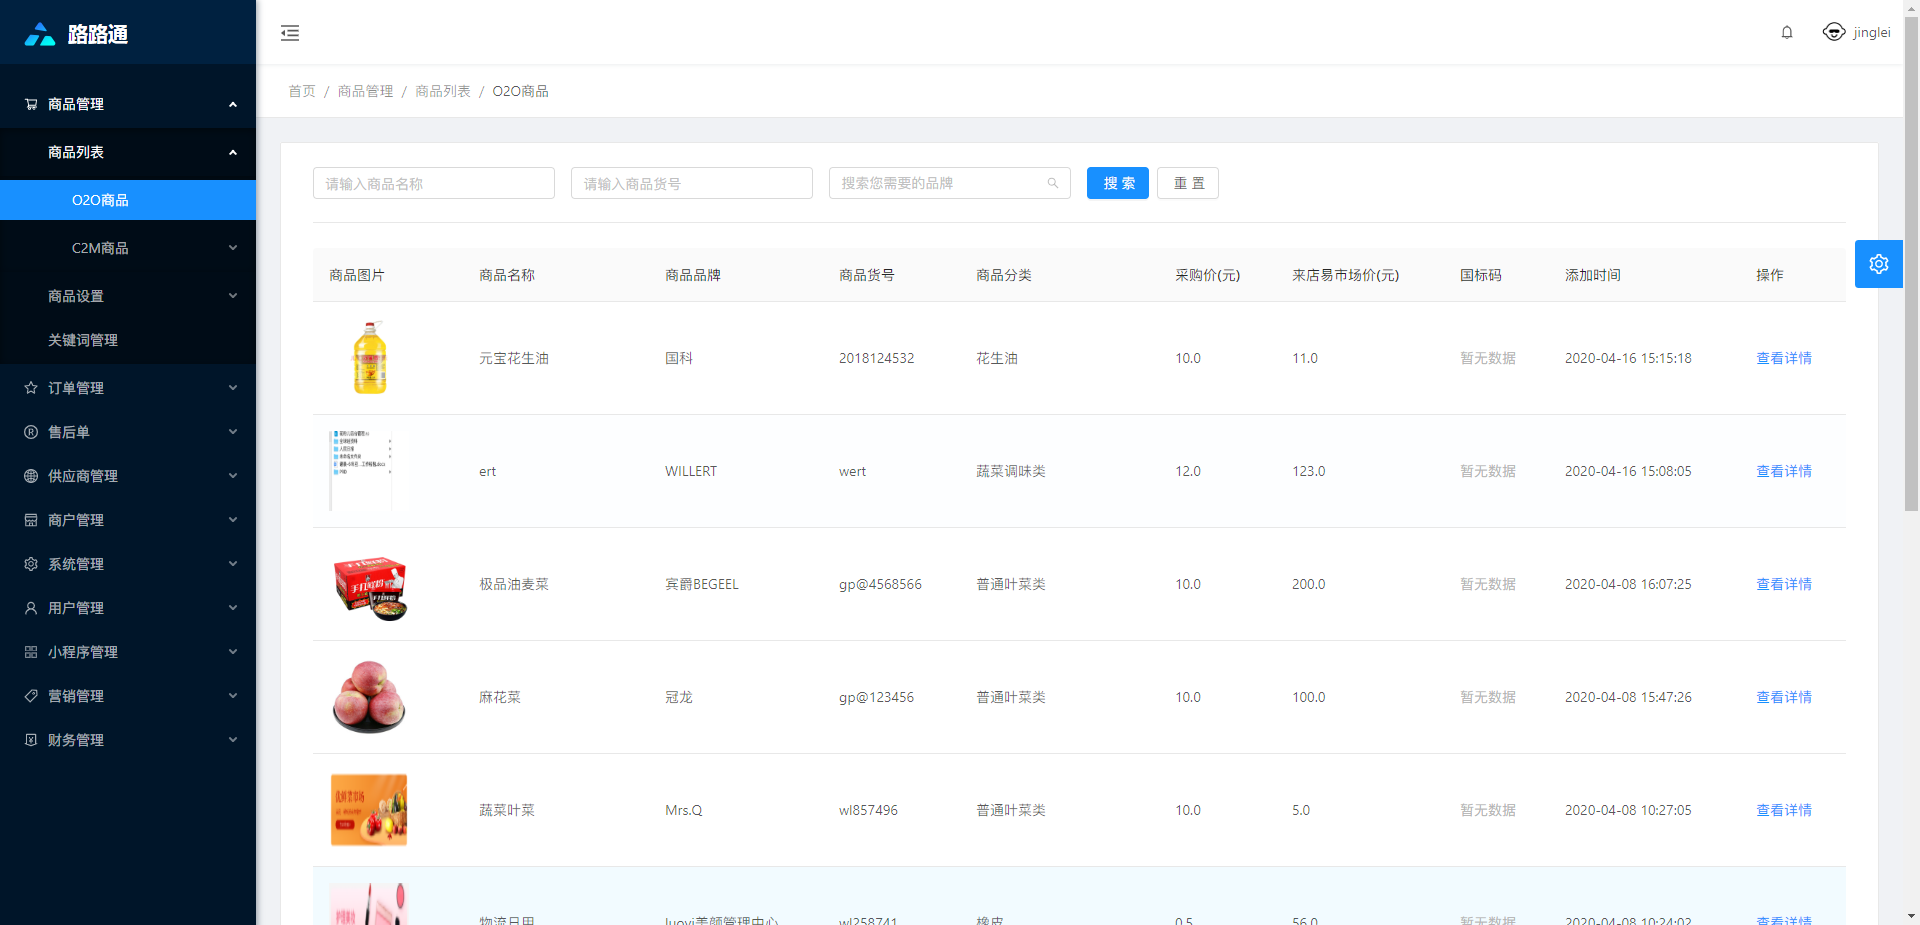 路路通
jinglei
首页 / 商品管理 / 商品列表 / O2O商品
商品管理
商品列表
O2O商品
C2M商品
商品设置
关键词管理
订单管理
售后单
供应商管理
商户管理
系统管理
用户管理
小程序管理
营销管理
财务管理
请输入商品名称 请输入商品货号 搜索您需要的品牌 搜 索 重 置
商品图片 商品名称 商品品牌 商品货号 商品分类 采购价(元) 来店易市场价(元) 国标码 添加时间 操作
元宝花生油 国科 2018124532 花生油 10.0 11.0 暂无数据 2020-04-16 15:15:18 查看详情
ert WILLERT wert 蔬菜调味类 12.0 123.0 暂无数据 2020-04-16 15:08:05 查看详情
极品油麦菜 宾爵BEGEEL gp@4568566 普通叶菜类 10.0 200.0 暂无数据 2020-04-08 16:07:25 查看详情
麻花菜 冠龙 gp@123456 普通叶菜类 10.0 100.0 暂无数据 2020-04-08 15:47:26 查看详情
蔬菜叶菜 Mrs.Q wl857496 普通叶菜类 10.0 5.0 暂无数据 2020-04-08 10:27:05 查看详情
物流日用 luoyi美颜管理中心 wl258741 橡皮 0.5 56.0 暂无数据 2020-04-08 10:24:02 查看详情